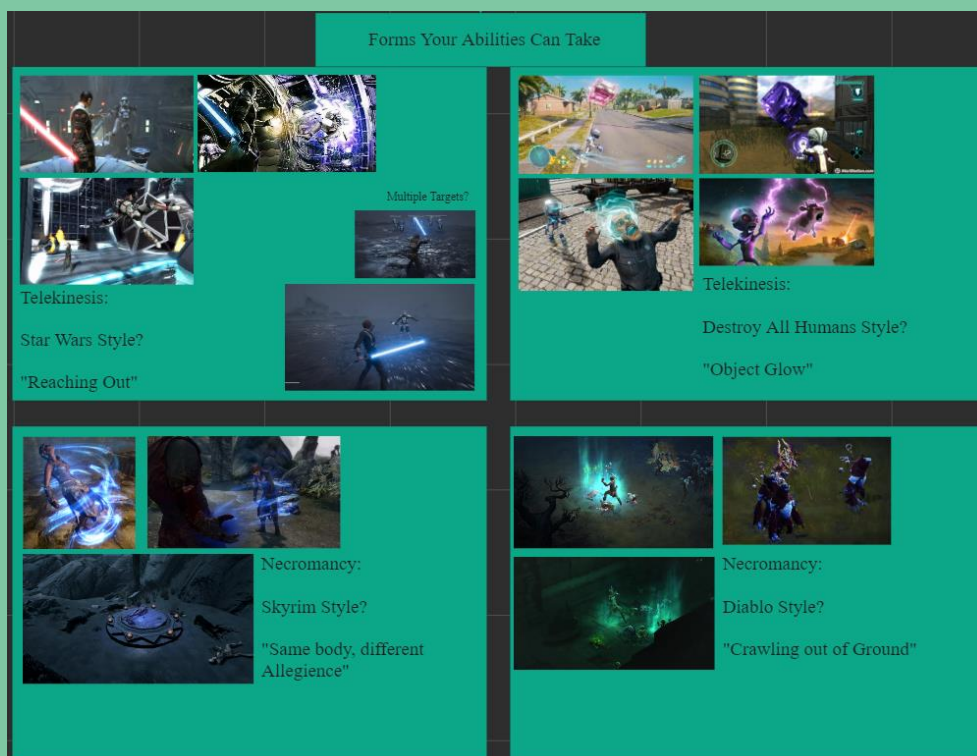 Forms Your Abilities Can Take
Multiple Targets?
Telekinesis:
Star Wars Style?
"Reaching Out"
Telekinesis:
Destroy All Humans Style?
"Object Glow"
Necromancy:
Skyrim Style?
"Same body, different
Allegience"
Necromancy:
Diablo Style?
"Crawling out of Ground"